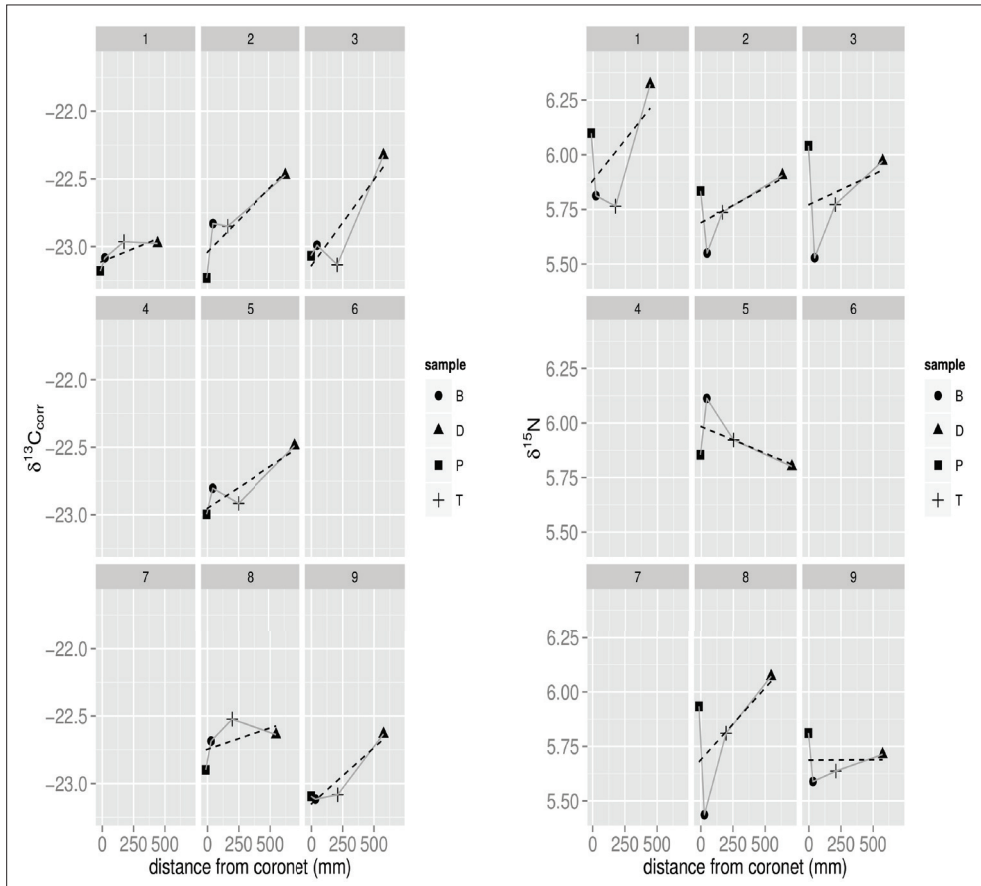 1 2 3
−22.0
−22.5
−23.0
4 5 6
−22.0
−22.5
−23.0
7 8 9
−22.0
−22.5
−23.0
0 250 500 0 250 500 0 250 500
distance from coronet (mm)
δ13Ccorr
sample
B
D
P
T
1 2 3
6.25
6.00
5.75
5.50
4 5 6
6.25
6.00
5.75
5.50
7 8 9
6.25
6.00
5.75
5.50
0 250 500 0 250 500 0 250 500
distance from coronet (mm)
δ15N
sample
B
D
P
T